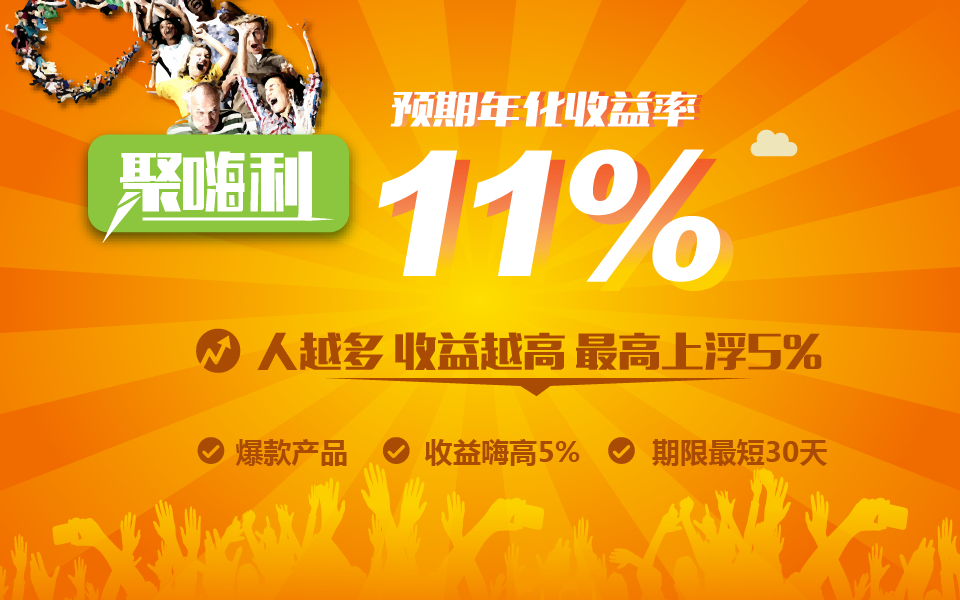 聚嗨利
预期年化收益率
11%
人越多 收益越高 最高上浮5%
爆款产品 收益嗨高5% 期限最短30天